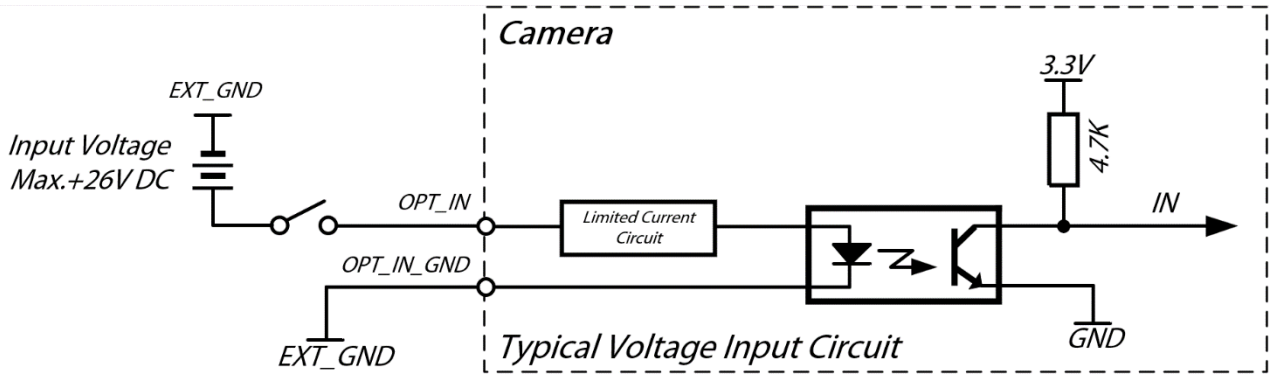 Camera
3.3V
EXT_GND
4.7K
Input Voltage
Max.+26V DC
OPT_IN
Limited Current
Circuit
IN
OPT_IN_GND
EXT_GND
Typical Voltage Input Circuit
GND